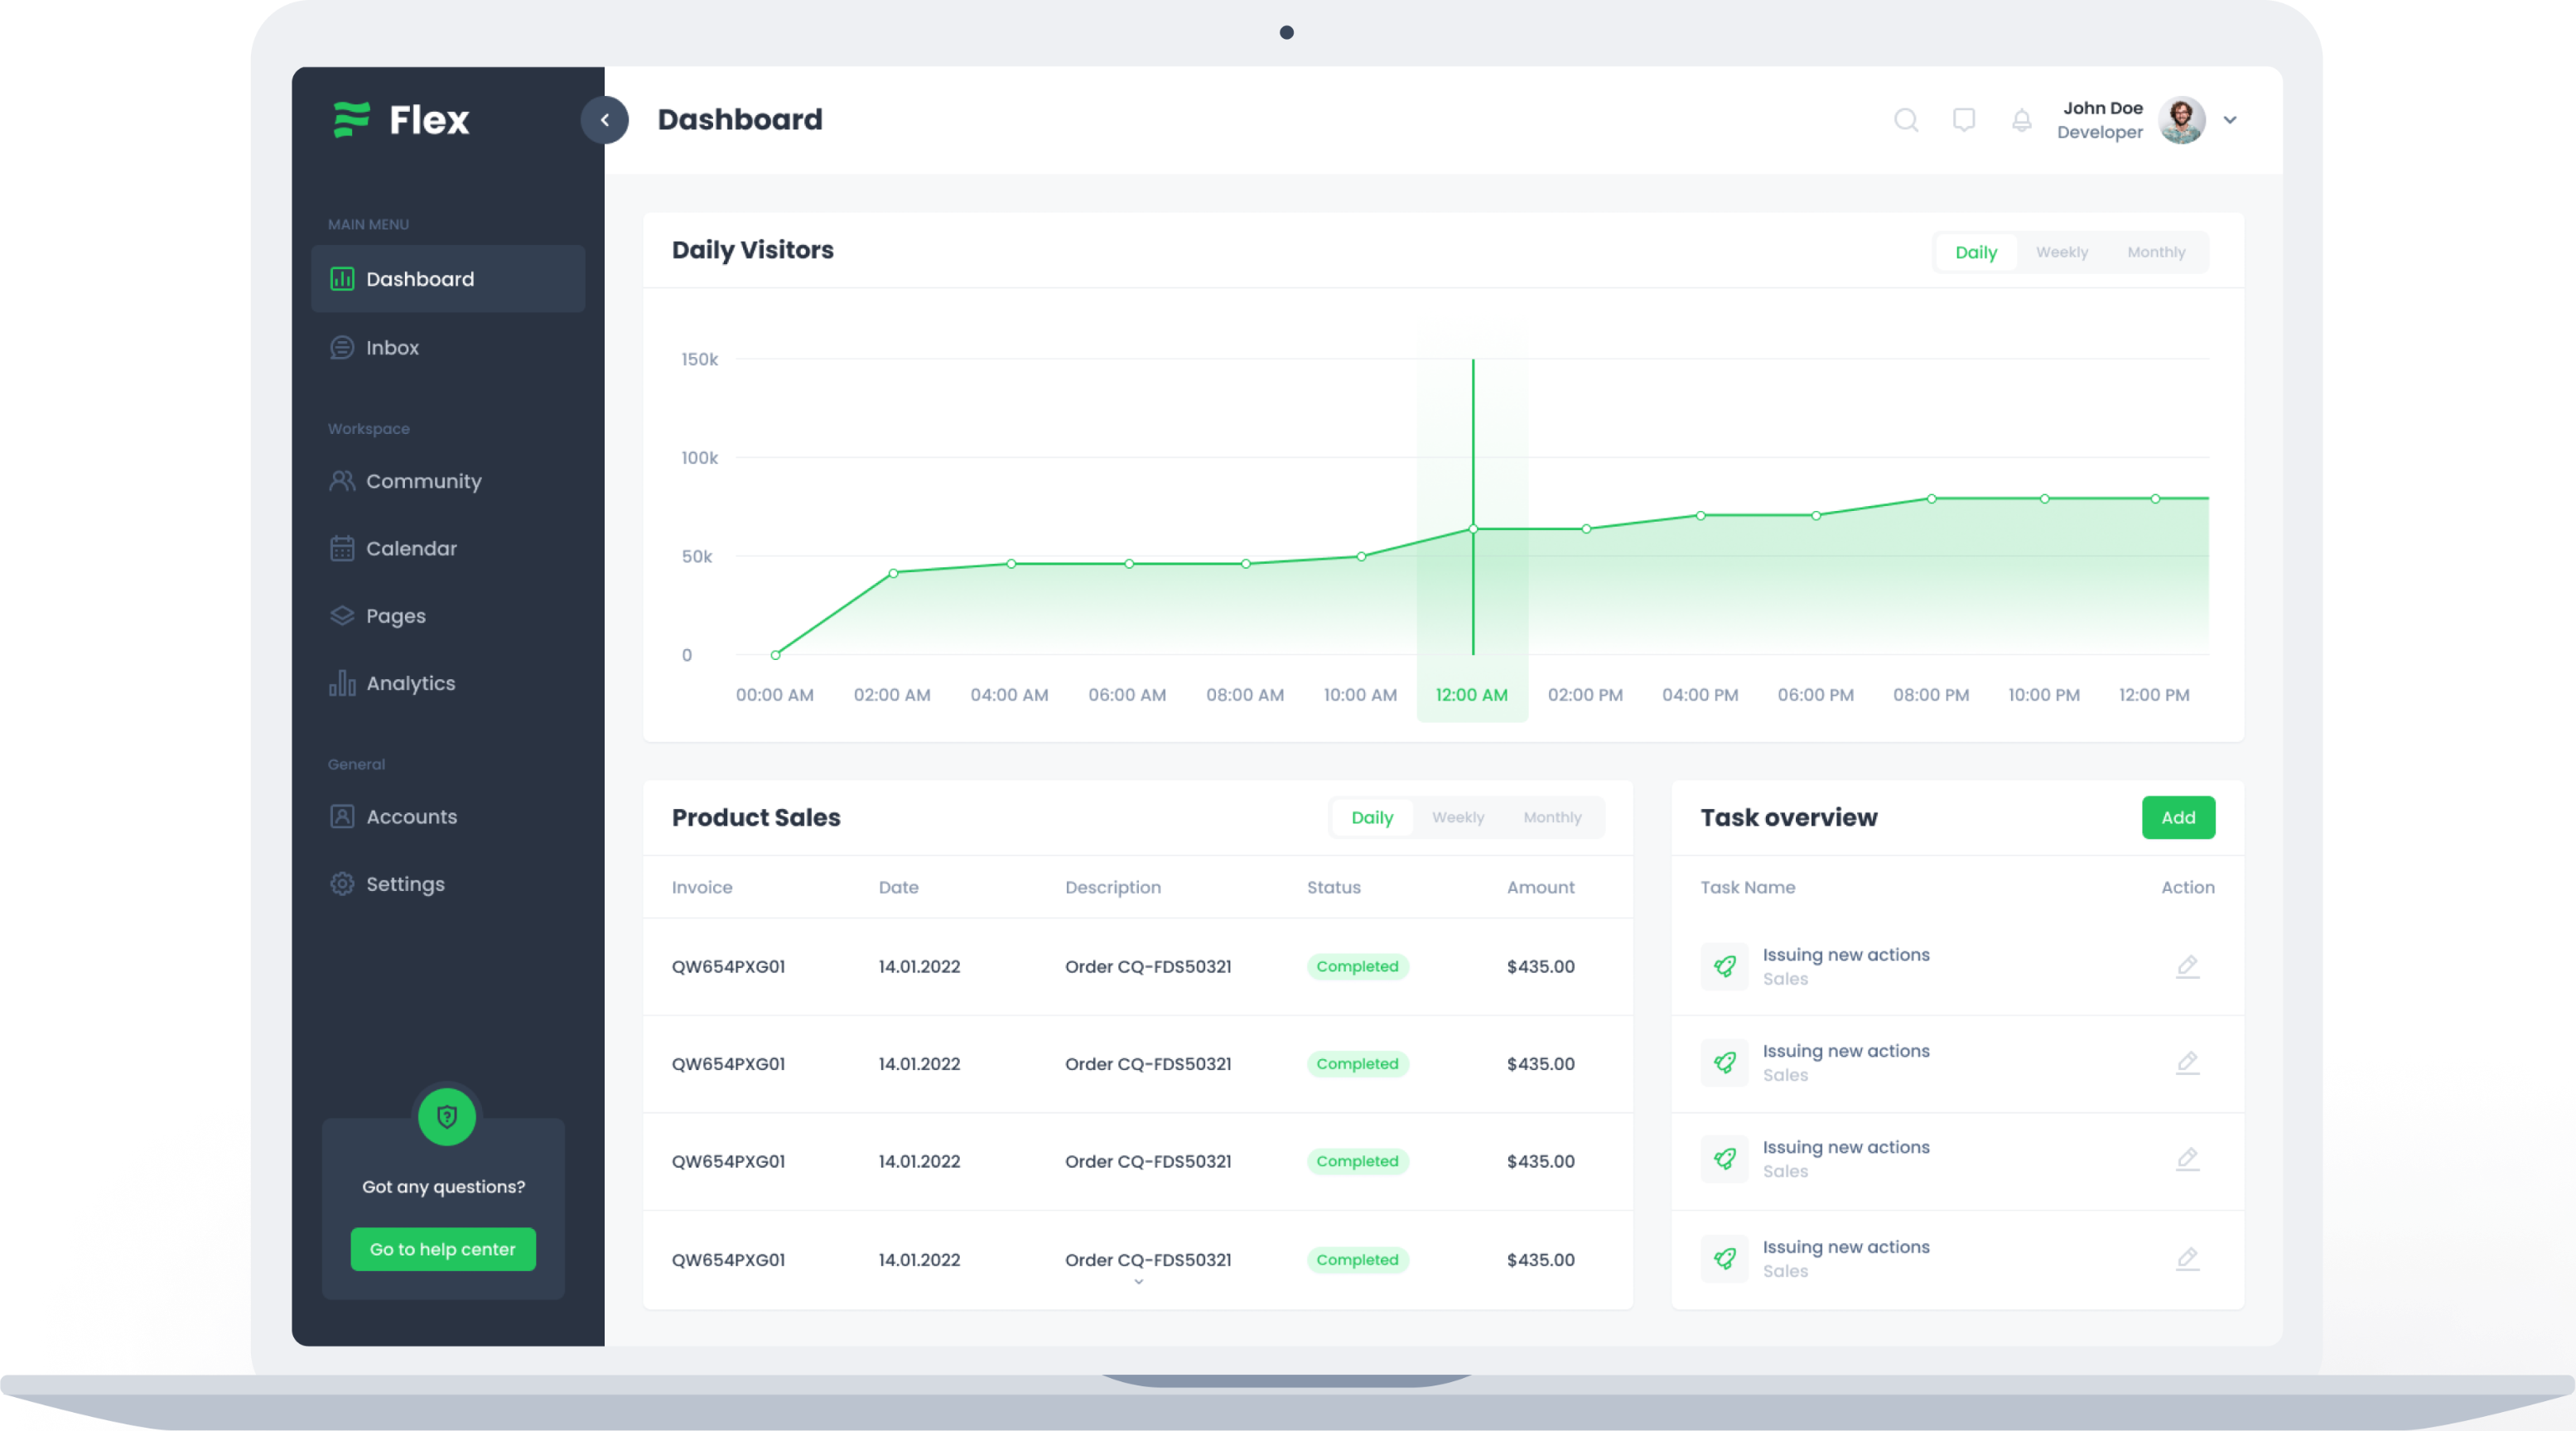 Flex
MAIN MENU
Dashboard
Inbox
Workspace
Community
Calendar
Pages
Analytics
General
Accounts
Settings
Got any questions?
Go to help center
Dashboard
John Doe
Developer
Daily Visitors
Daily Weekly Monthly
150k
100k
50k
0
00:00 AM 02:00 AM 04:00 AM 06:00 AM 08:00 AM 10:00 AM 12:00 AM 02:00 PM 04:00 PM 06:00 PM 08:00 PM 10:00 PM 12:00 PM
Product Sales
Daily Weekly Monthly
Invoice Date Description Status Amount
QW654PXG01 14.01.2022 Order CQ-FDS50321 Completed $435.00
QW654PXG01 14.01.2022 Order CQ-FDS50321 Completed $435.00
QW654PXG01 14.01.2022 Order CQ-FDS50321 Completed $435.00
QW654PXG01 14.01.2022 Order CQ-FDS50321 Completed $435.00
Task overview
Add
Task Name Action
Issuing new actions
Sales
Issuing new actions
Sales
Issuing new actions
Sales
Issuing new actions
Sales